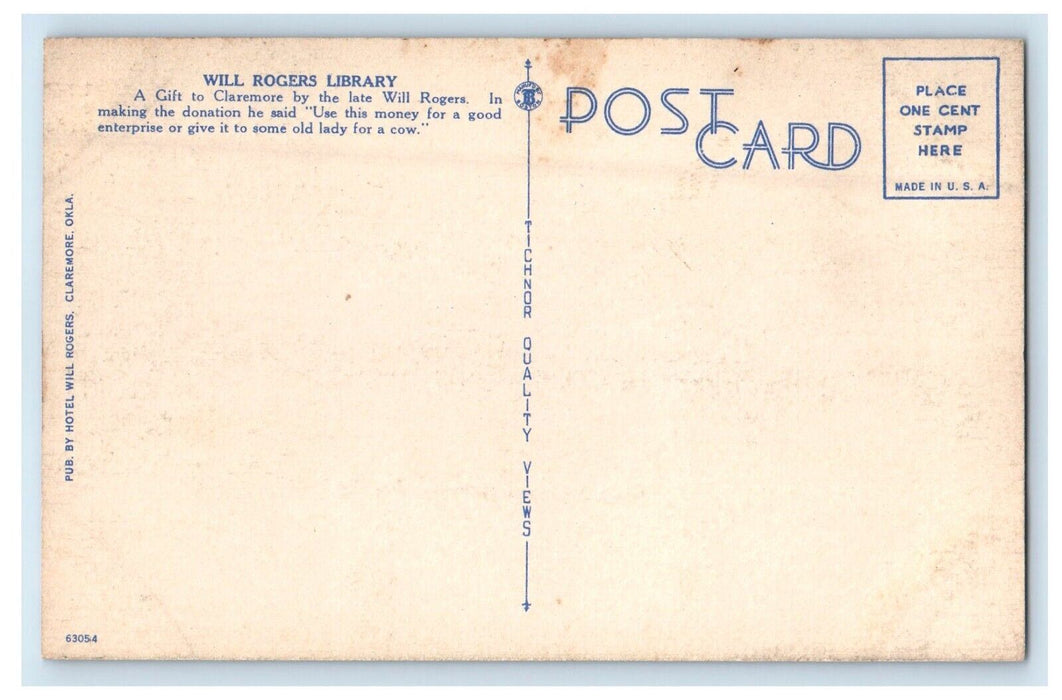 WILL ROGERS LIBRARY
A Gift to Claremore by the late Will Rogers. In
making the donation he said "Use this money for a good
enterprise or give it to some old lady for a cow."
PUB. BY HOTEL WILL ROGERS, CLAREMORE, OKLA.
63054
TICHNOR QUALITY VIEWS
POST
CARD
PLACE
ONE CENT
STAMP
HERE
MADE IN U. S. A.